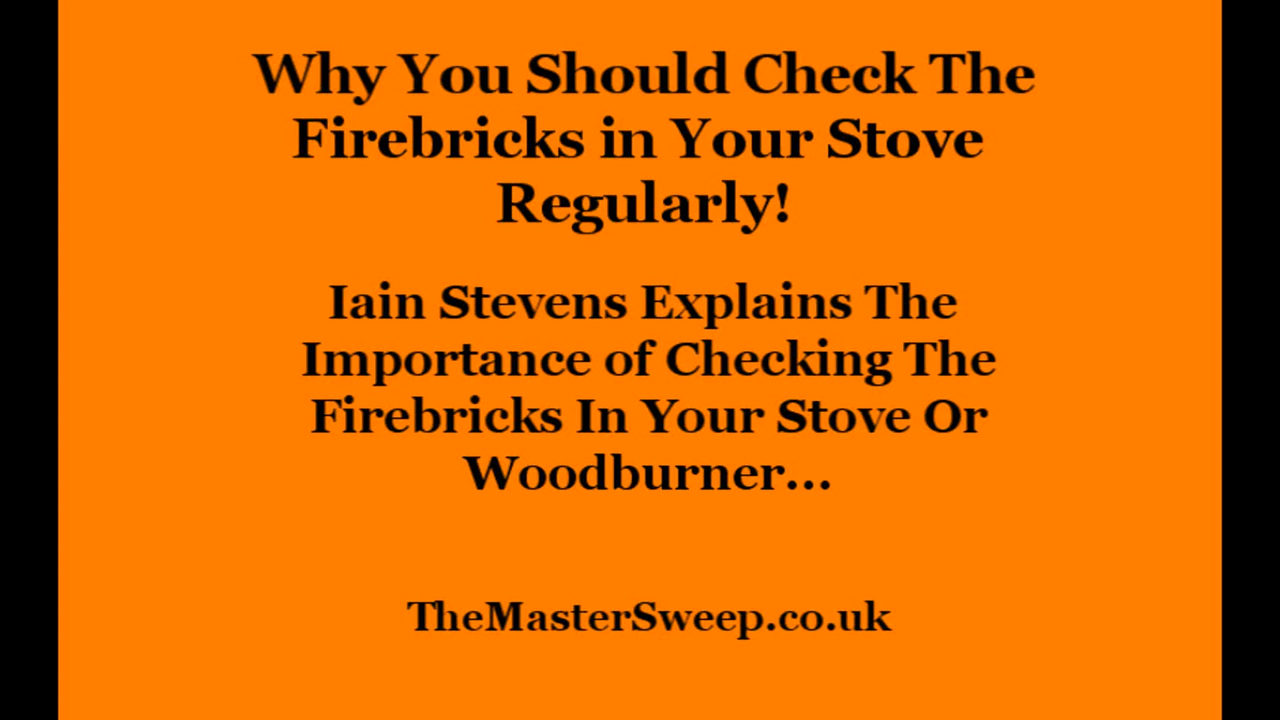 Why You Should Check The
Firebricks in Your Stove
Regularly!
Iain Stevens Explains The
Importance of Checking The
Firebricks In Your Stove Or
Woodburner...
TheMasterSweep.co.uk